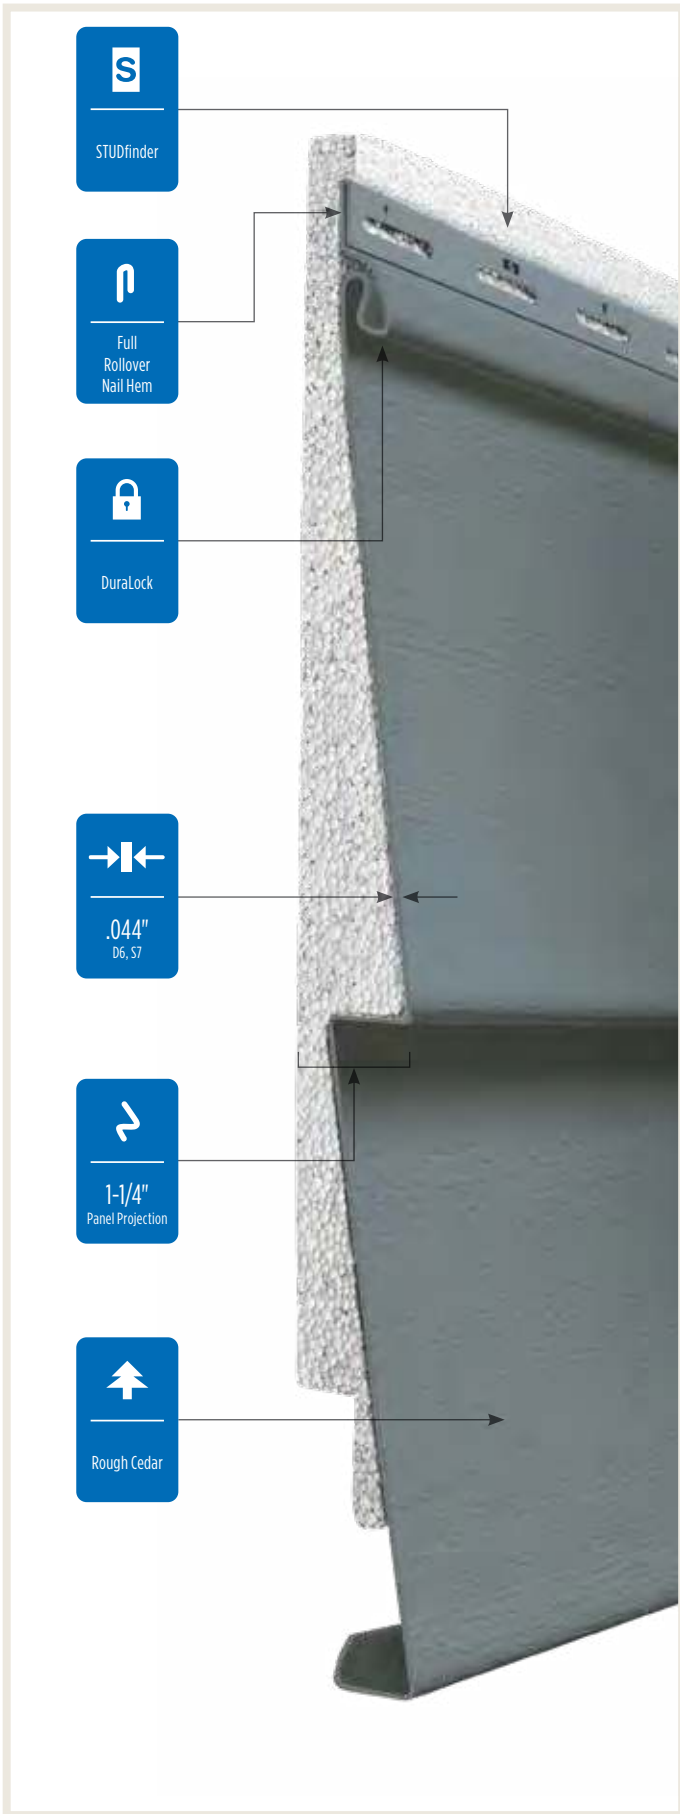 S
STUDfinder
Full
Rollover
Nail Hem
DuraLock
.044"
D6, S7
1-1/4"
Panel Projection
Rough Cedar